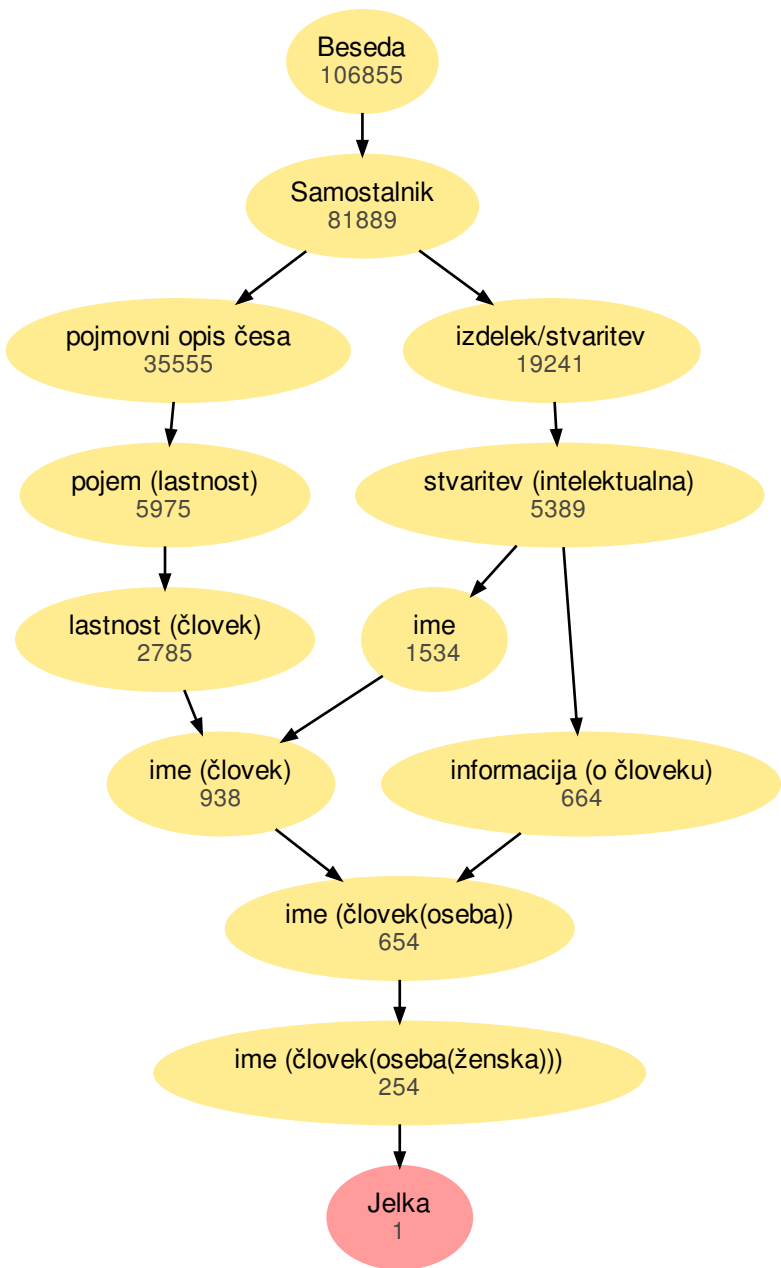 Beseda
106855
Samostalnik
81889
pojmovni opis česa
35555
izdelek/stvaritev
19241
pojem (lastnost)
5975
stvaritev (intelektualna)
5389
lastnost (človek)
2785
ime
1534
ime (človek)
938
informacija (o človeku)
664
ime (človek(oseba))
654
ime (človek(oseba(ženska)))
254
Jelka
1